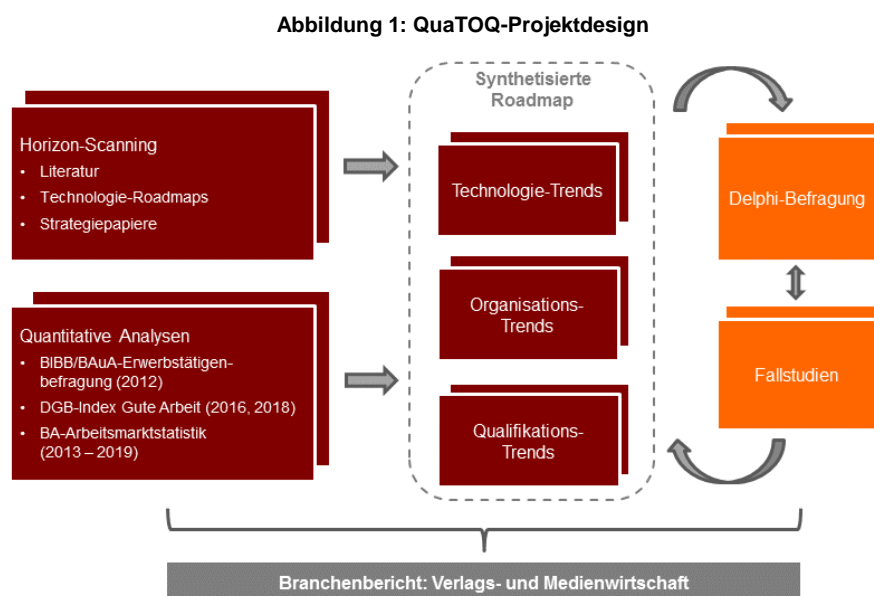 Abbildung 1: QuaTOQ-Projektdesign
Horizon-Scanning
• Literatur
• Technologie-Roadmaps
• Strategiepapiere
Quantitative Analysen
• BIBB/BAuA-Erwerbstätigen-
befragung (2012)
• DGB-Index Gute Arbeit (2016, 2018)
• BA-Arbeitsmarktstatistik
(2013 – 2019)
Synthetisierte
Roadmap
Technologie-Trends
Organisations-
Trends
Qualifikations-
Trends
Delphi-Befragung
Fallstudien
Branchenbericht: Verlags- und Medienwirtschaft